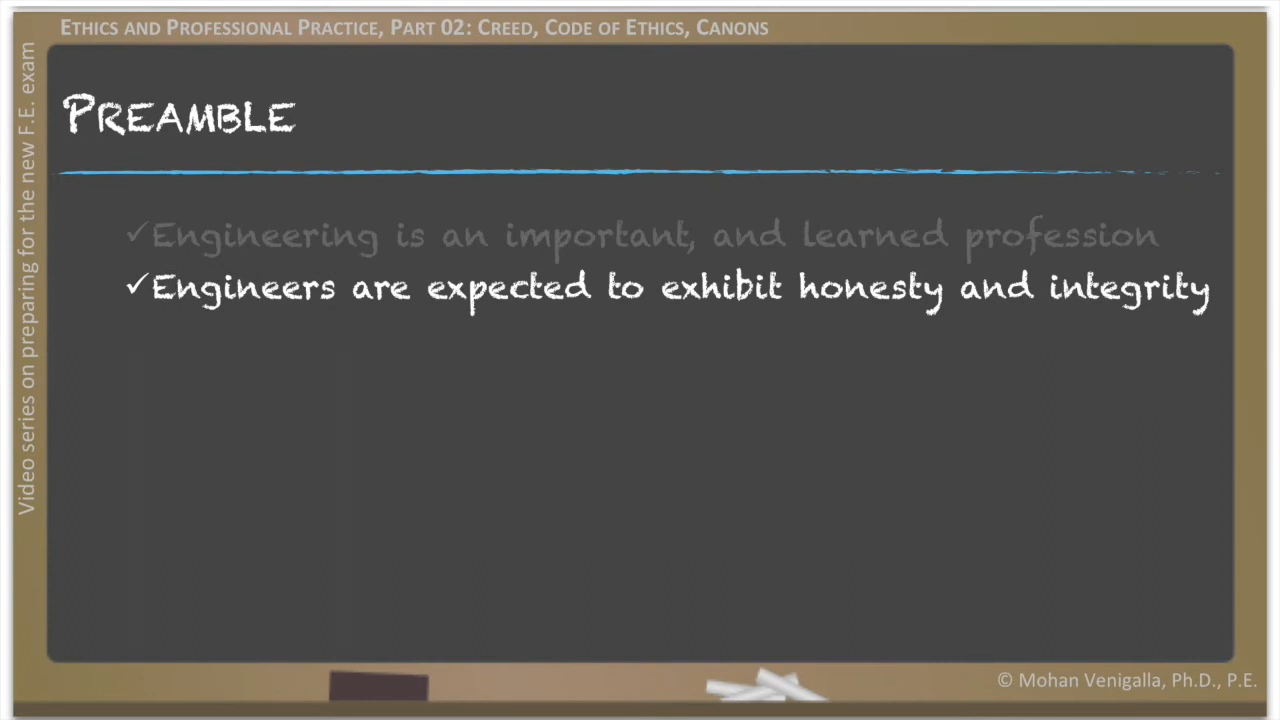 Ethics and Professional Practice, Part 02: Creed, Code of Ethics, Canons
Video series on preparing for the new F.E. exam
Preamble
✓Engineering is an important, and learned profession
✓Engineers are expected to exhibit honesty and integrity
© Mohan Venigalla, Ph.D., P.E.